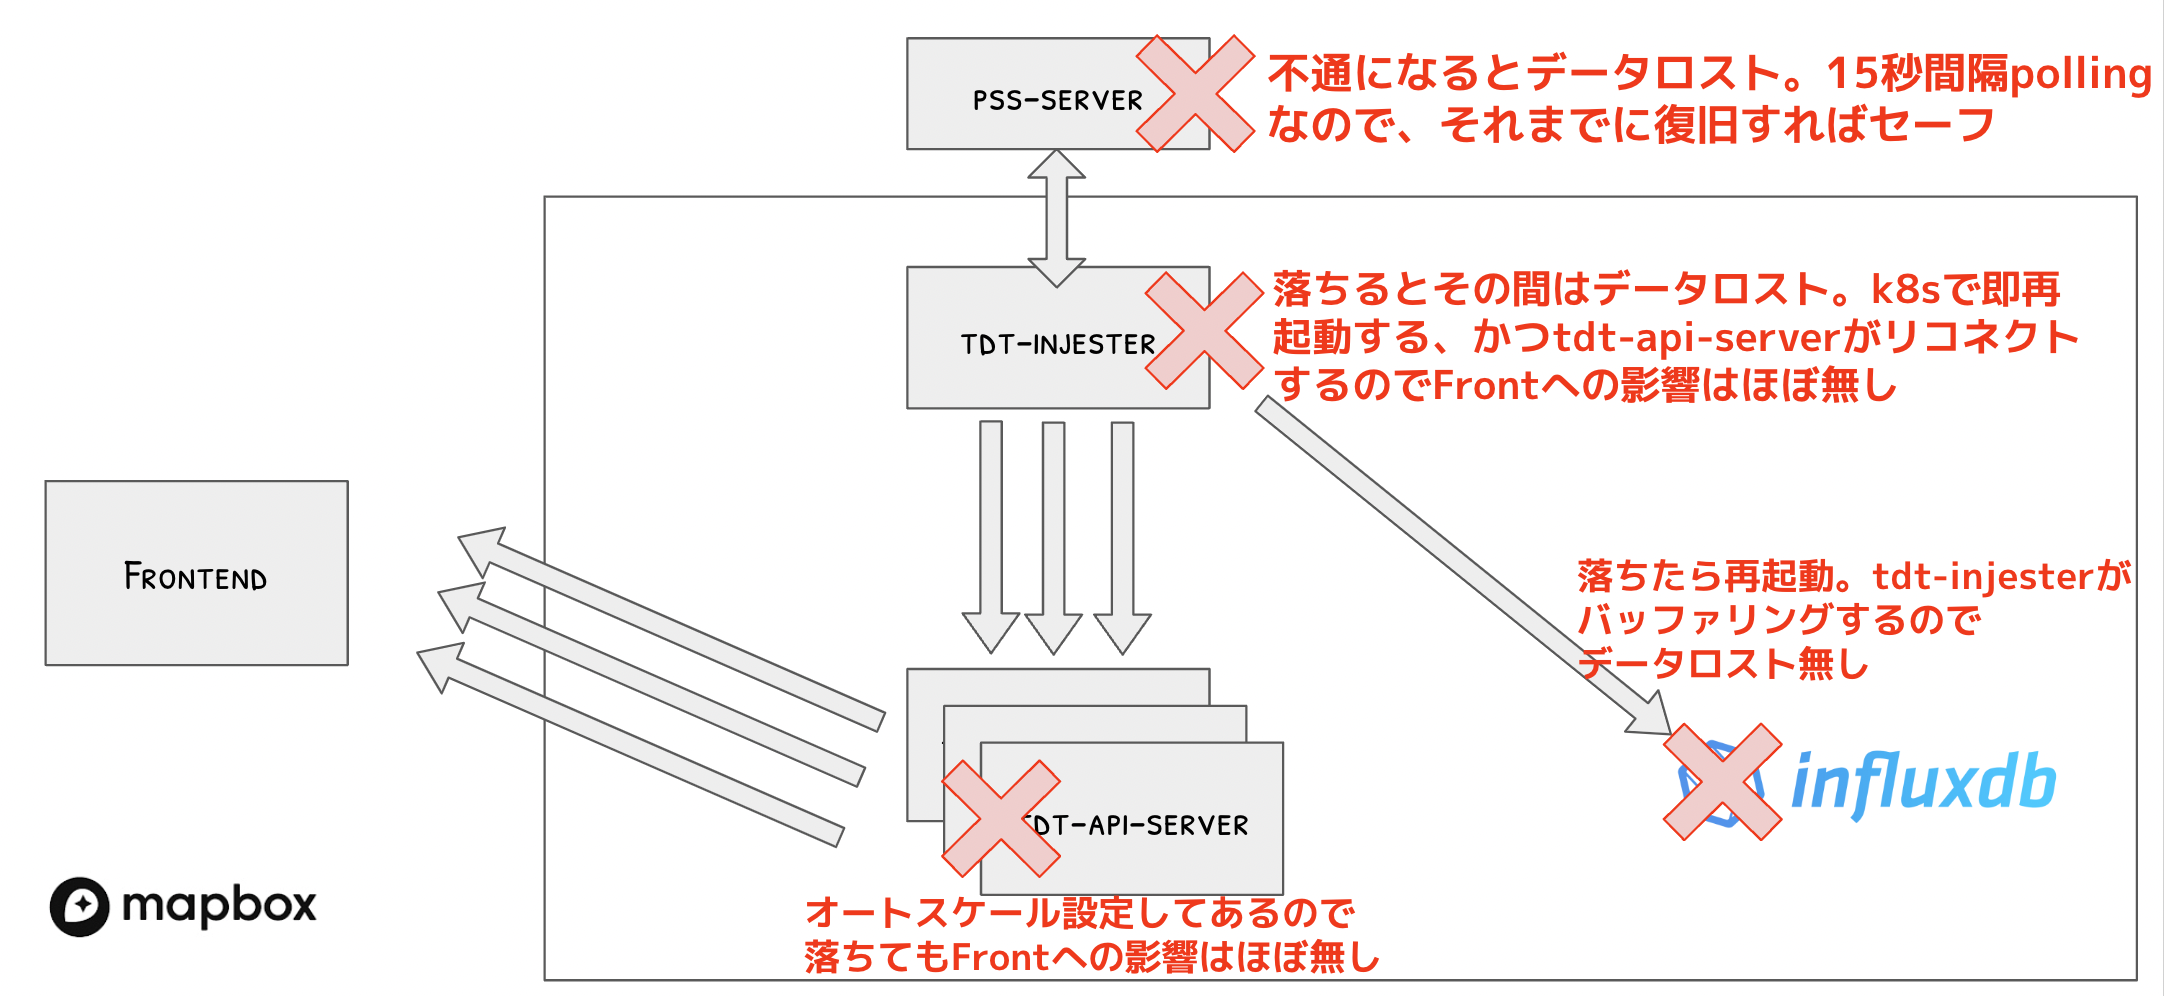 PSS-SERVER
不通になるとデータロスト。15秒間隔polling
なので、それまでに復旧すればセーフ
TDT-INJESTER
落ちるとその間はデータロスト。k8sで即再
起動する、かつtdt-api-serverがリコネクト
するのでFrontへの影響はほぼ無し
FRONTEND
落ちたら再起動。tdt-injesterが
バッファリングするので
データロスト無し
influxdb
TDT-API-SERVER
オートスケール設定してあるので
落ちてもFrontへの影響はほぼ無し
mapbox